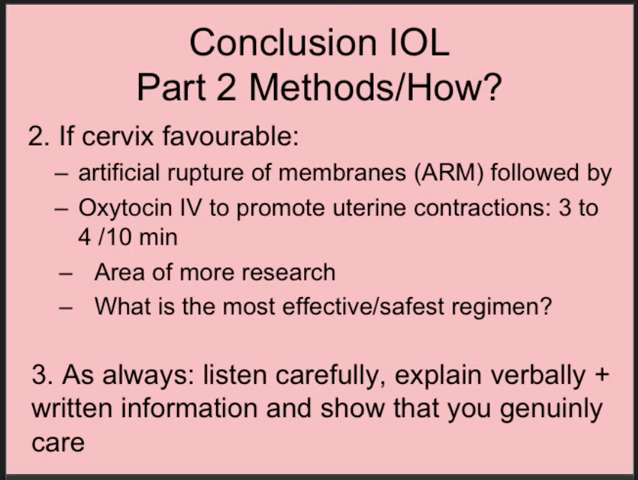 Conclusion IOL
Part 2 Methods/How?
2. If cervix favourable:
– artificial rupture of membranes (ARM) followed by
– Oxytocin IV to promote uterine contractions: 3 to
4 /10 min
– Area of more research
– What is the most effective/safest regimen?
3. As always: listen carefully, explain verbally +
written information and show that you genuinly
care